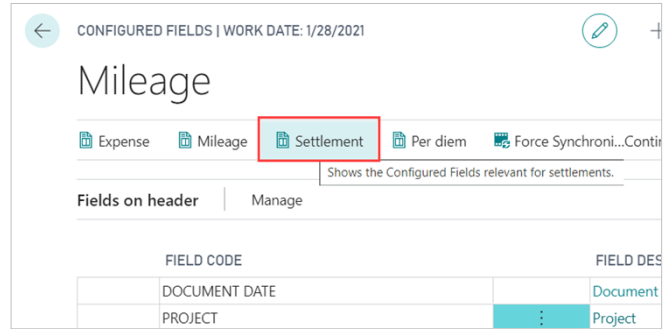 CONFIGURED FIELDS | WORK DATE: 1/28/2021
Mileage
Expense Mileage Settlement Per diem Force Synchroni...Contin
Shows the Configured Fields relevant for settlements.
Fields on header Manage
FIELD CODE FIELD DES
DOCUMENT DATE Document
PROJECT Project